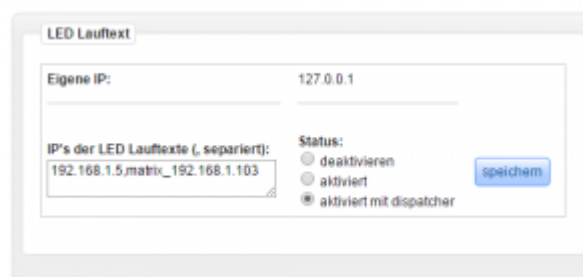 LED Lauftext
Eigene IP: 127.0.0.1
IP's der LED Lauftexte (, separiert):
192.168.1.5,matrix_192.168.1.103
Status:
deaktivieren
aktiviert
aktiviert mit dispatcher
speichern